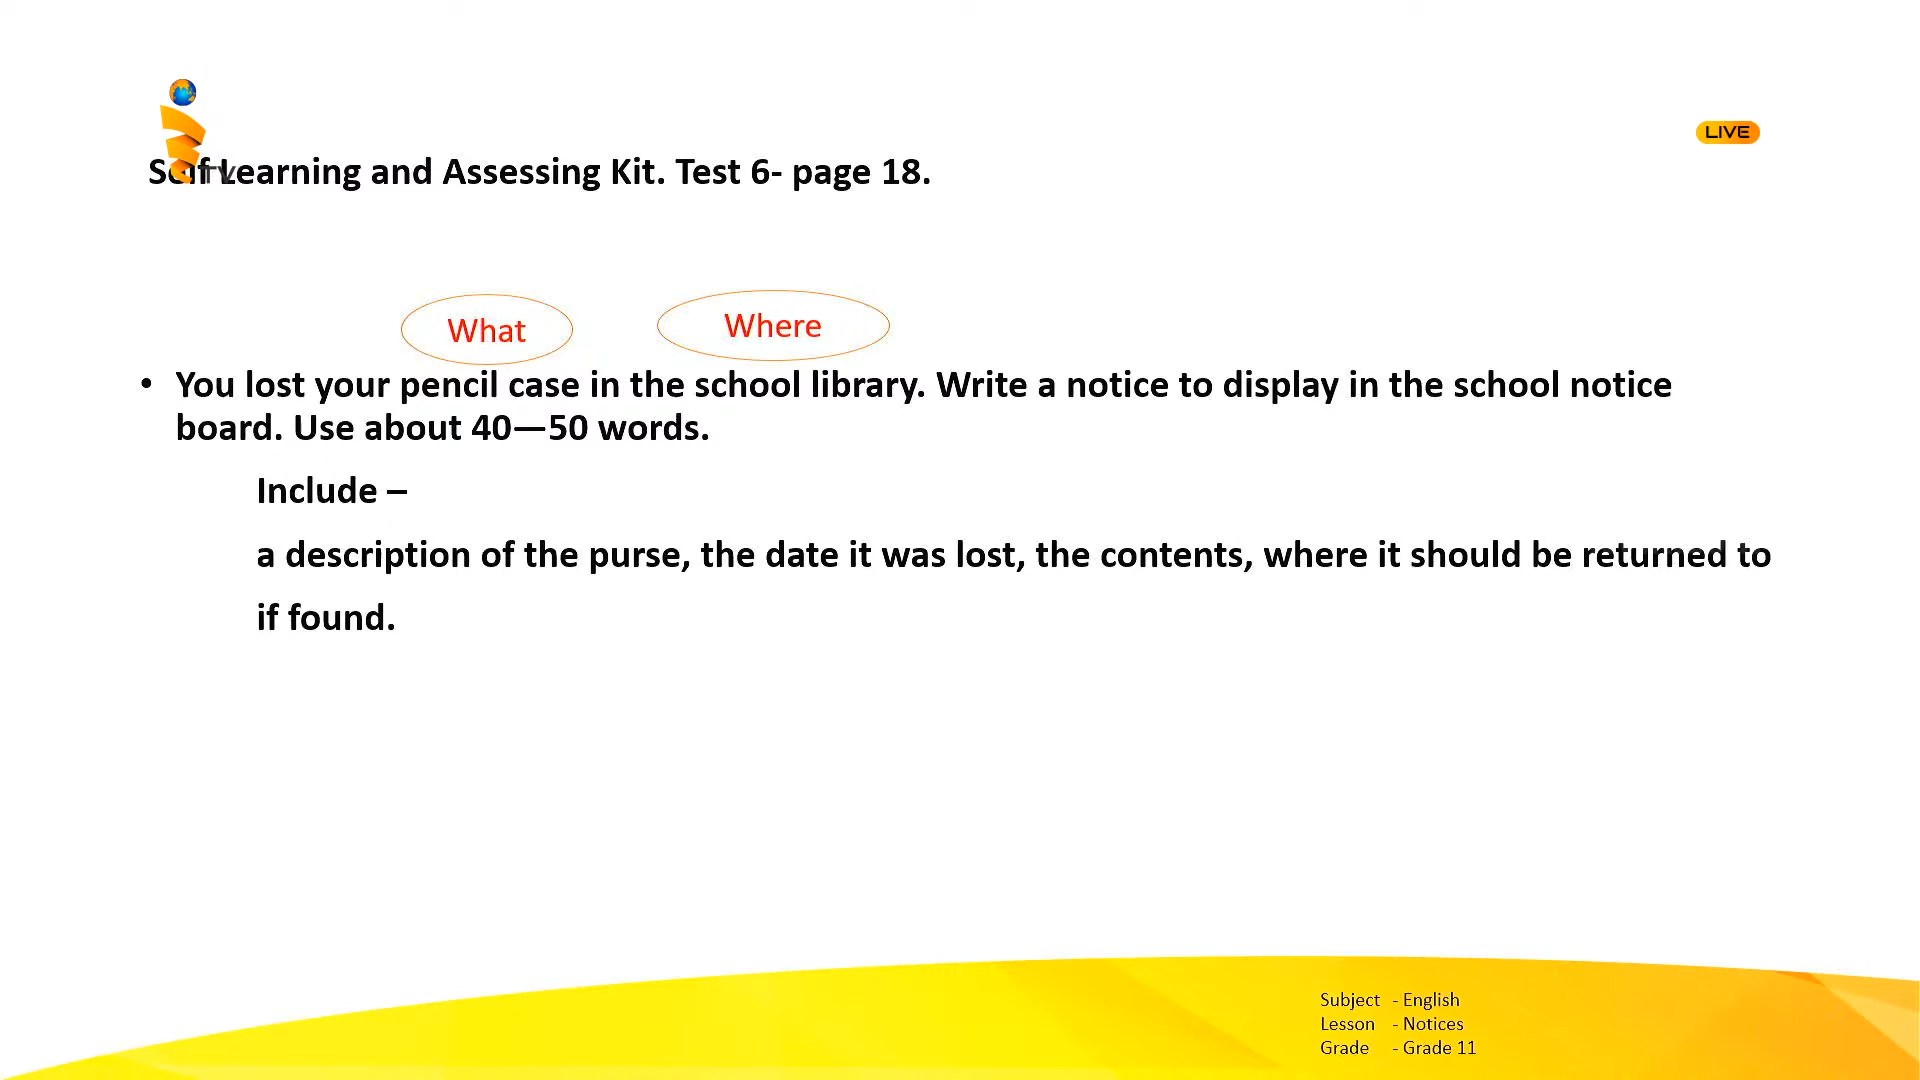 LIVE
Self Learning and Assessing Kit. Test 6- page 18.
What
Where
• You lost your pencil case in the school library. Write a notice to display in the school notice
board. Use about 40—50 words.
Include –
a description of the purse, the date it was lost, the contents, where it should be returned to
if found.
Subject - English
Lesson - Notices
Grade - Grade 11